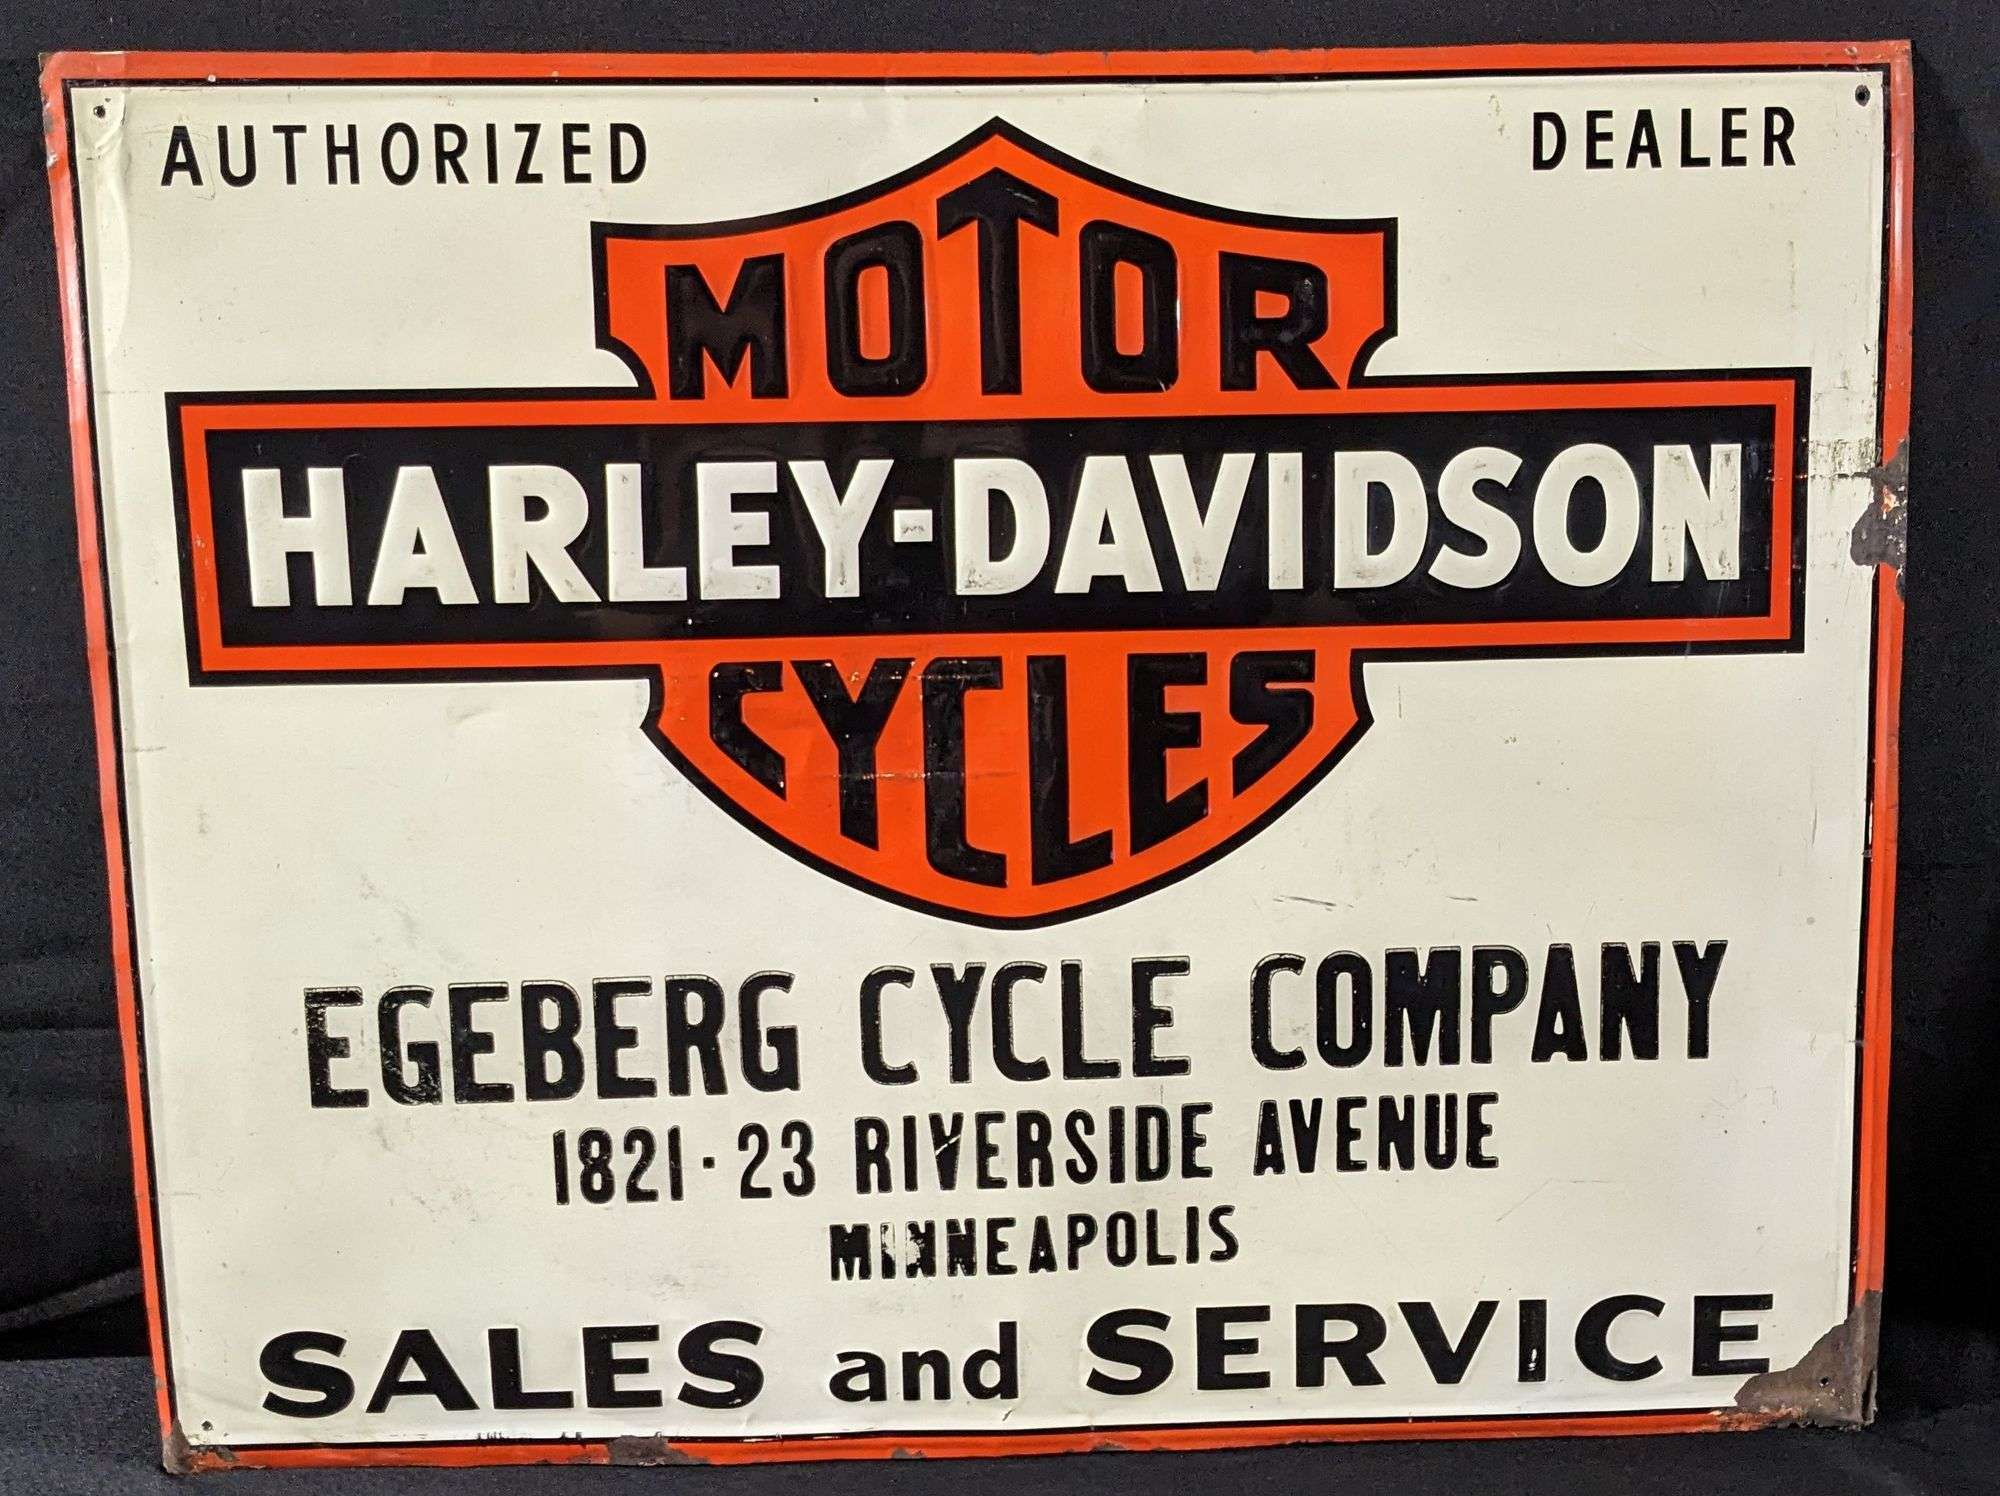 AUTHORIZED DEALER
MOTOR
HARLEY-DAVIDSON
CYCLES
EGEBERG CYCLE COMPANY
1821-23 RIVERSIDE AVENUE
MINNEAPOLIS
SALES and SERVICE